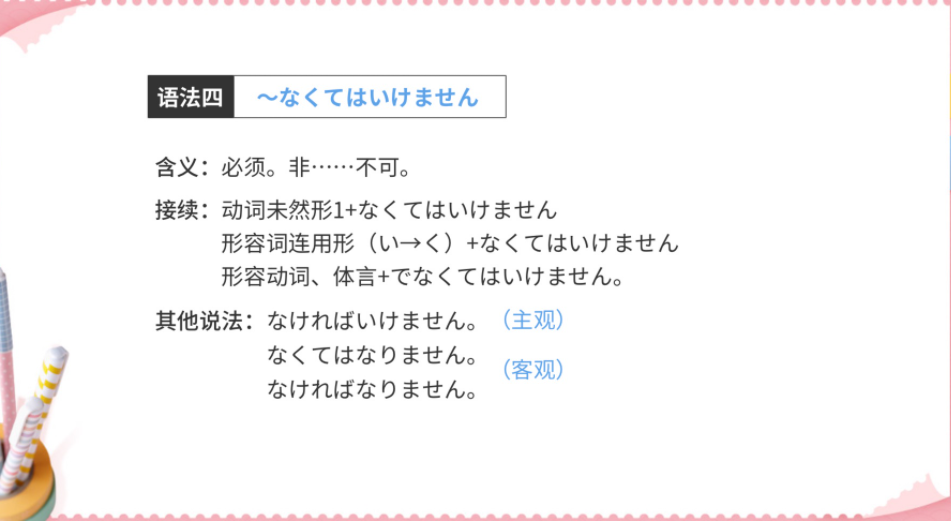 语法四 ～なくてはいけません
含义：必须。非……不可。
接续：动词未然形1+なくてはいけません
形容词连用形（い→く）+なくてはいけません
形容动词、体言+でなくてはいけません。
其他说法：なければいけません。（主观）
なくてはなりません。
（客观）
なければなりません。